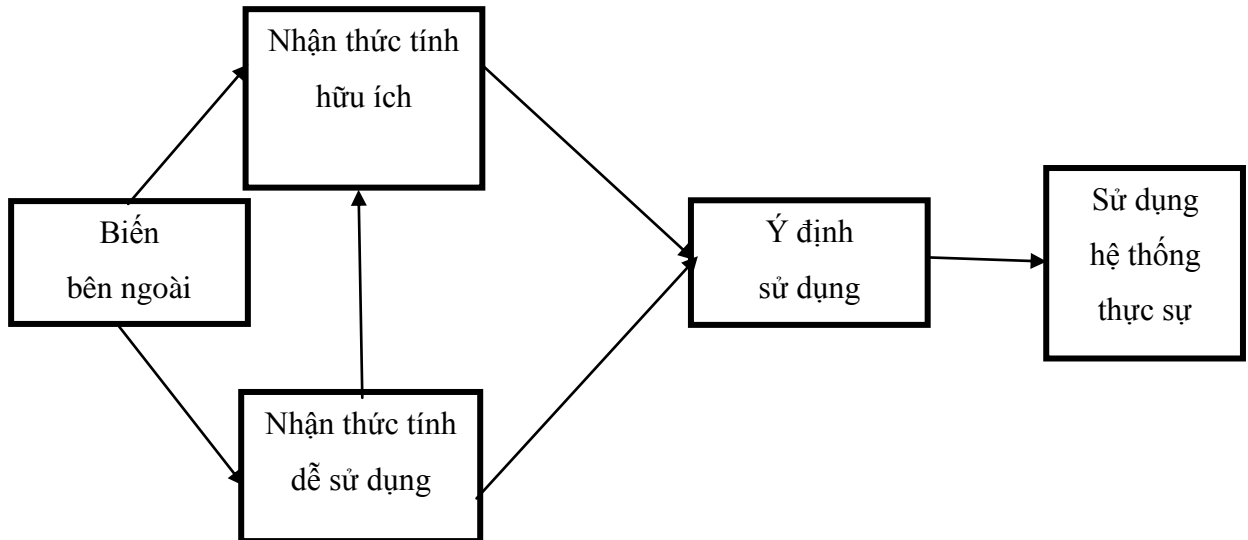 Nhận thức tính
hữu ích
Biến
bên ngoài
Nhận thức tính
dễ sử dụng
Ý định
sử dụng
Sử dụng
hệ thống
thực sự